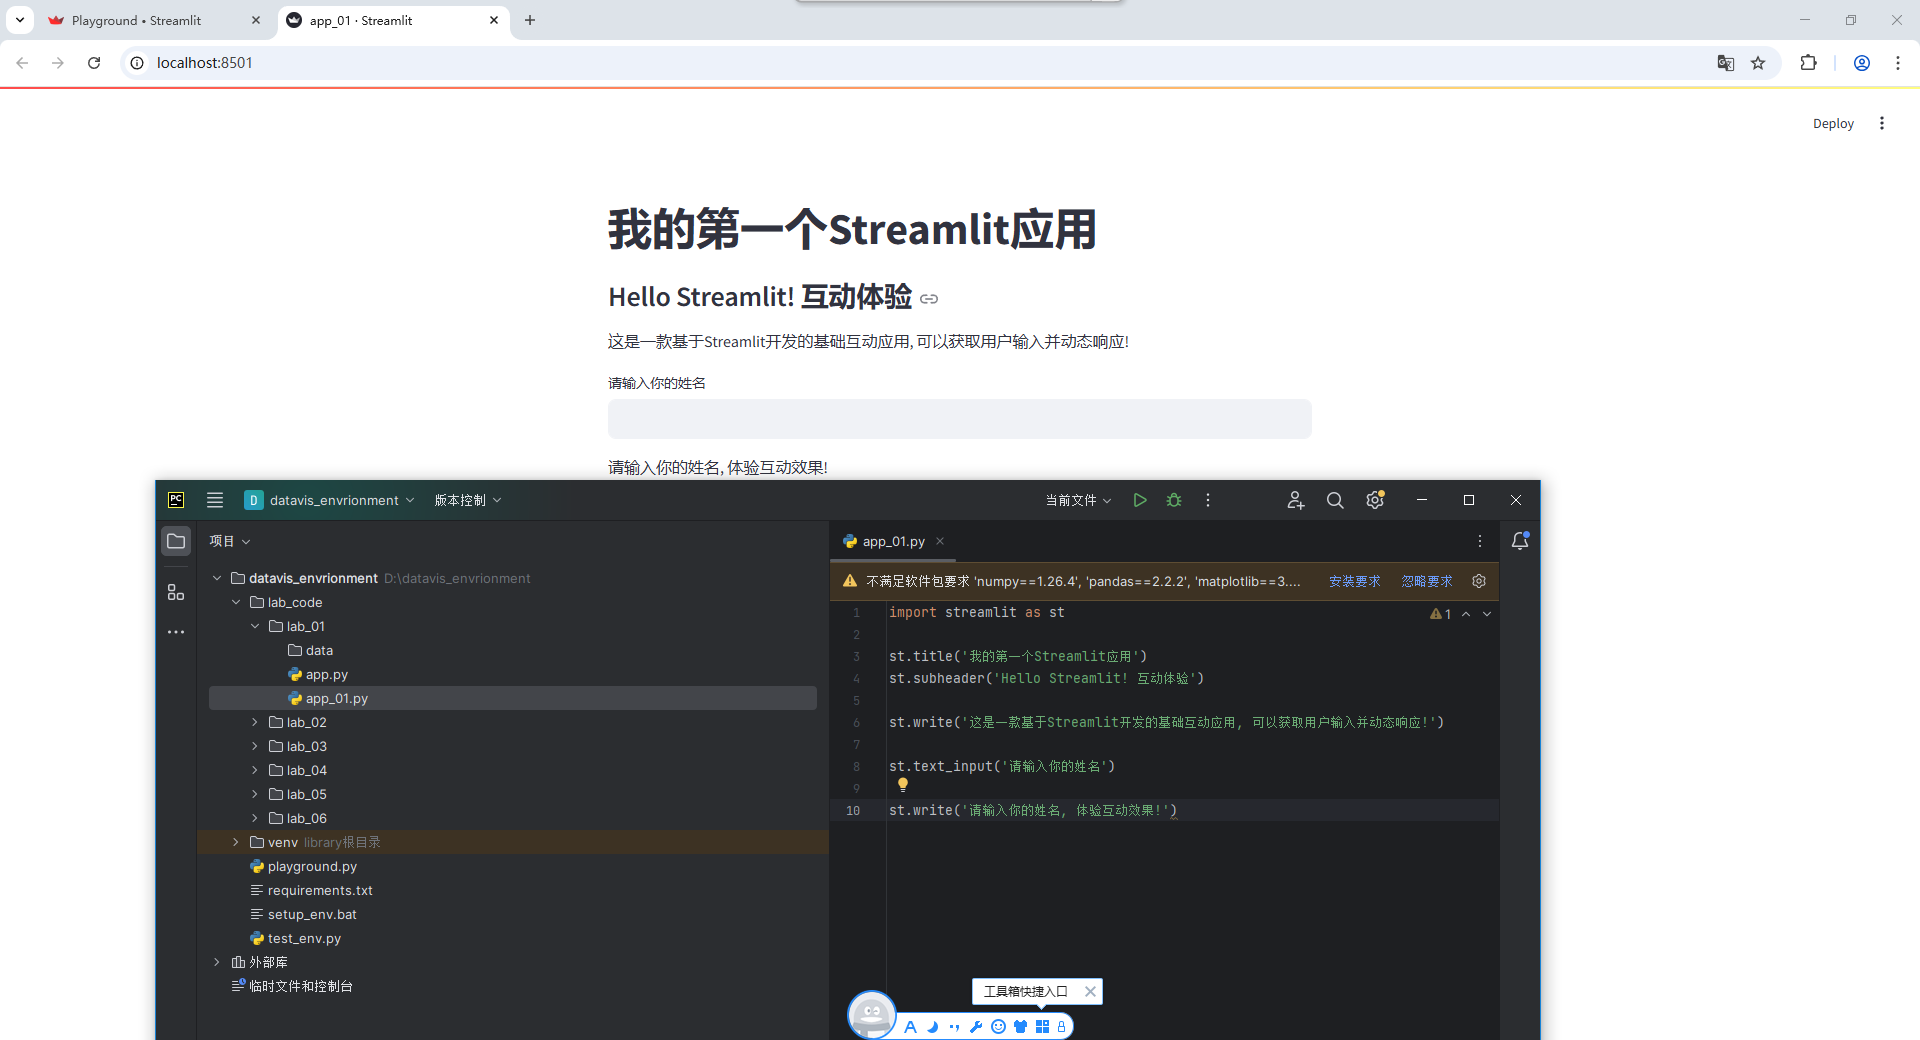 Playground • Streamlit
app_01 · Streamlit
localhost:8501
Deploy
我的第一个Streamlit应用
Hello Streamlit! 互动体验
这是一款基于Streamlit开发的基础互动应用, 可以获取用户输入并动态响应!
请输入你的姓名
请输入你的姓名, 体验互动效果!
PC
D datavis_envrionment
版本控制
当前文件
项目
datavis_envrionment D:\datavis_envrionment
lab_code
lab_01
data
app.py
app_01.py
lab_02
lab_03
lab_04
lab_05
lab_06
venv library根目录
playground.py
requirements.txt
setup_env.bat
test_env.py
外部库
临时文件和控制台
app_01.py
不满足软件包要求 'numpy==1.26.4', 'pandas==2.2.2', 'matplotlib==3.... 安装要求 忽略要求
1 import streamlit as st
1
2
3 st.title('我的第一个Streamlit应用')
4 st.subheader('Hello Streamlit! 互动体验')
5
6 st.write('这是一款基于Streamlit开发的基础互动应用, 可以获取用户输入并动态响应!')
7
8 st.text_input('请输入你的姓名')
9
10 st.write('请输入你的姓名, 体验互动效果!')
工具箱快捷入口
A